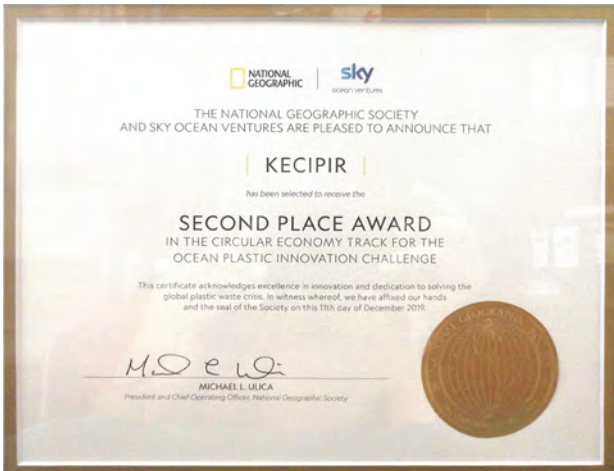 NATIONAL
GEOGRAPHIC
sky
ocean ventures
THE NATIONAL GEOGRAPHIC SOCIETY
AND SKY OCEAN VENTURES ARE PLEASED TO ANNOUNCE THAT
KECIPIR
has been selected to receive the
SECOND PLACE AWARD
IN THE CIRCULAR ECONOMY TRACK FOR THE
OCEAN PLASTIC INNOVATION CHALLENGE
This certificate acknowledges excellence in innovation and dedication to solving the
global plastic waste crisis. In witness whereof, we have affixed our hands
and the seal of the Society on this 11th day of December 2019.
MICHAEL L. ULICA
President and Chief Operating Officer, National Geographic Society